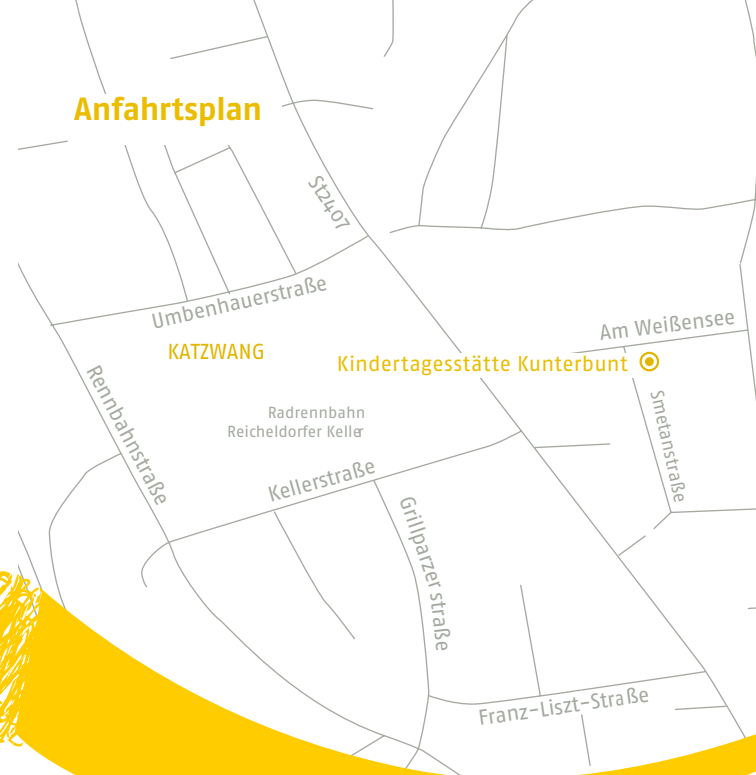 Anfahrtsplan
St2407
Umbenhauerstraße
Am Weißensee
KATZWANG
Kindertagesstätte Kunterbunt
Rennbahnstraße
Smetanstraße
Radrennbahn
Reicheldorfer Keller
Kellerstraße
Grillparzer straße
Franz-Liszt-Straße